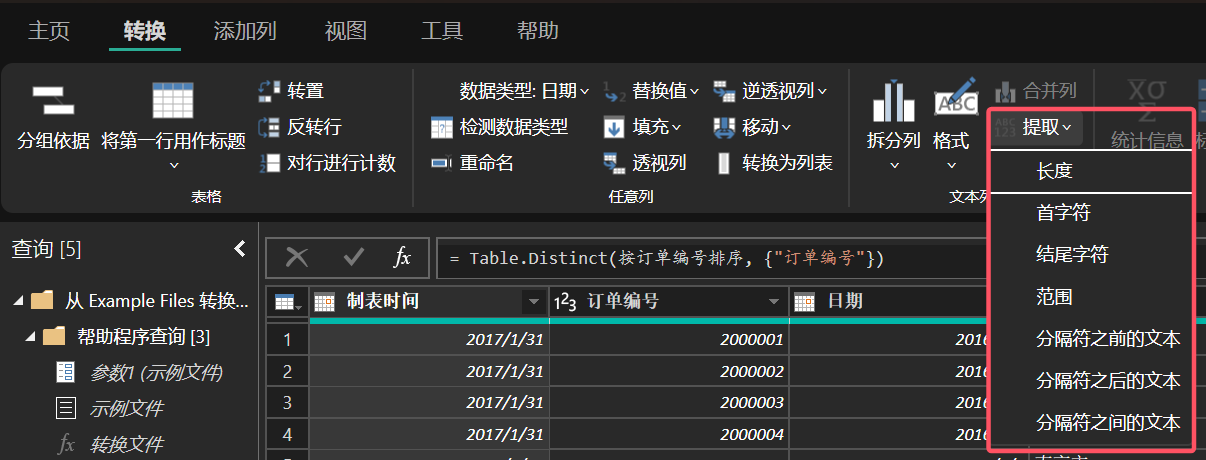 主页 转换 添加列 视图 工具 帮助
分组依据 将第一行用作标题 转置 反转行 对行进行计数
表格
数据类型: 日期 检测数据类型 重命名 替换值 填充 透视列 逆透视列 移动 转换为列表
任意列
拆分列 格式 ABC 合并列 ABC 123 提取
文本列
Χσ Σ 统计信息
长度
首字符
结尾字符
范围
分隔符之前的文本
分隔符之后的文本
分隔符之间的文本
查询 [5]
fx = Table.Distinct(按订单编号排序, {"订单编号"})
从 Example Files 转换...
帮助程序查询 [3]
参数1 (示例文件)
示例文件
fx 转换文件
制表时间 1²3 订单编号 日期
1 2017/1/31 2000001 2016
2 2017/1/31 2000002 2016
3 2017/1/31 2000003 2016
4 2017/1/31 2000004 2016